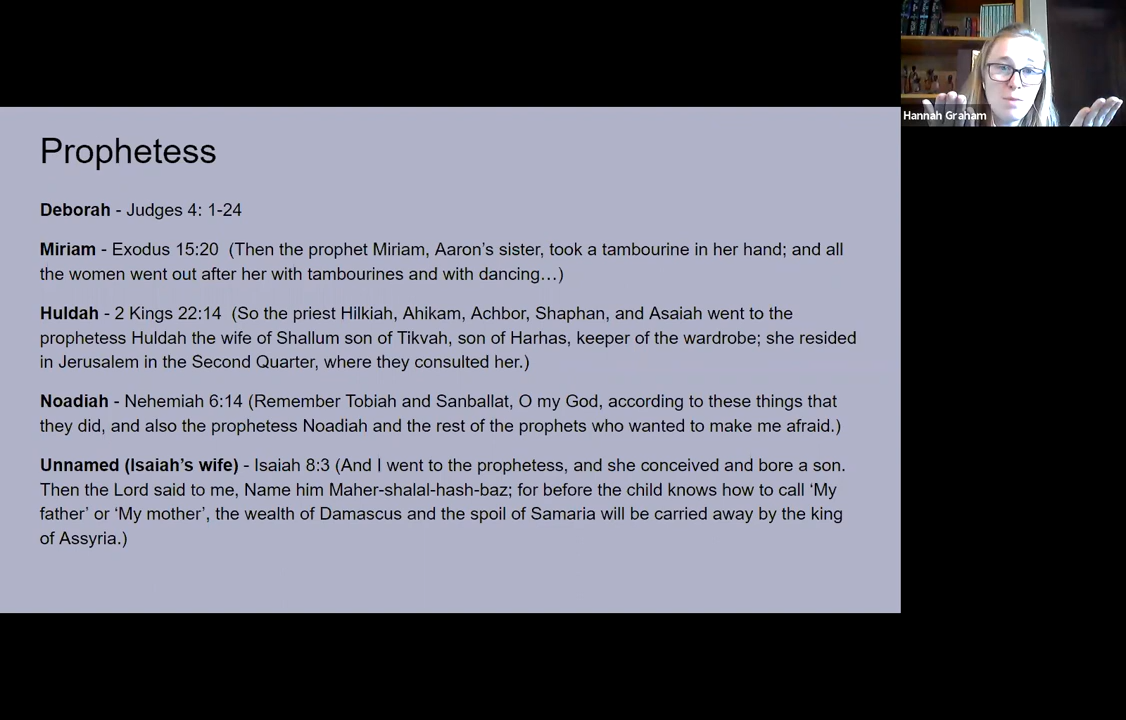 Hannah Graham
Prophetess
Deborah - Judges 4: 1-24
Miriam - Exodus 15:20  (Then the prophet Miriam, Aaron’s sister, took a tambourine in her hand; and all
the women went out after her with tambourines and with dancing…)
Huldah - 2 Kings 22:14  (So the priest Hilkiah, Ahikam, Achbor, Shaphan, and Asaiah went to the
prophetess Huldah the wife of Shallum son of Tikvah, son of Harhas, keeper of the wardrobe; she resided
in Jerusalem in the Second Quarter, where they consulted her.)
Noadiah - Nehemiah 6:14 (Remember Tobiah and Sanballat, O my God, according to these things that
they did, and also the prophetess Noadiah and the rest of the prophets who wanted to make me afraid.)
Unnamed (Isaiah’s wife) - Isaiah 8:3 (And I went to the prophetess, and she conceived and bore a son.
Then the Lord said to me, Name him Maher-shalal-hash-baz; for before the child knows how to call ‘My
father’ or ‘My mother’, the wealth of Damascus and the spoil of Samaria will be carried away by the king
of Assyria.)